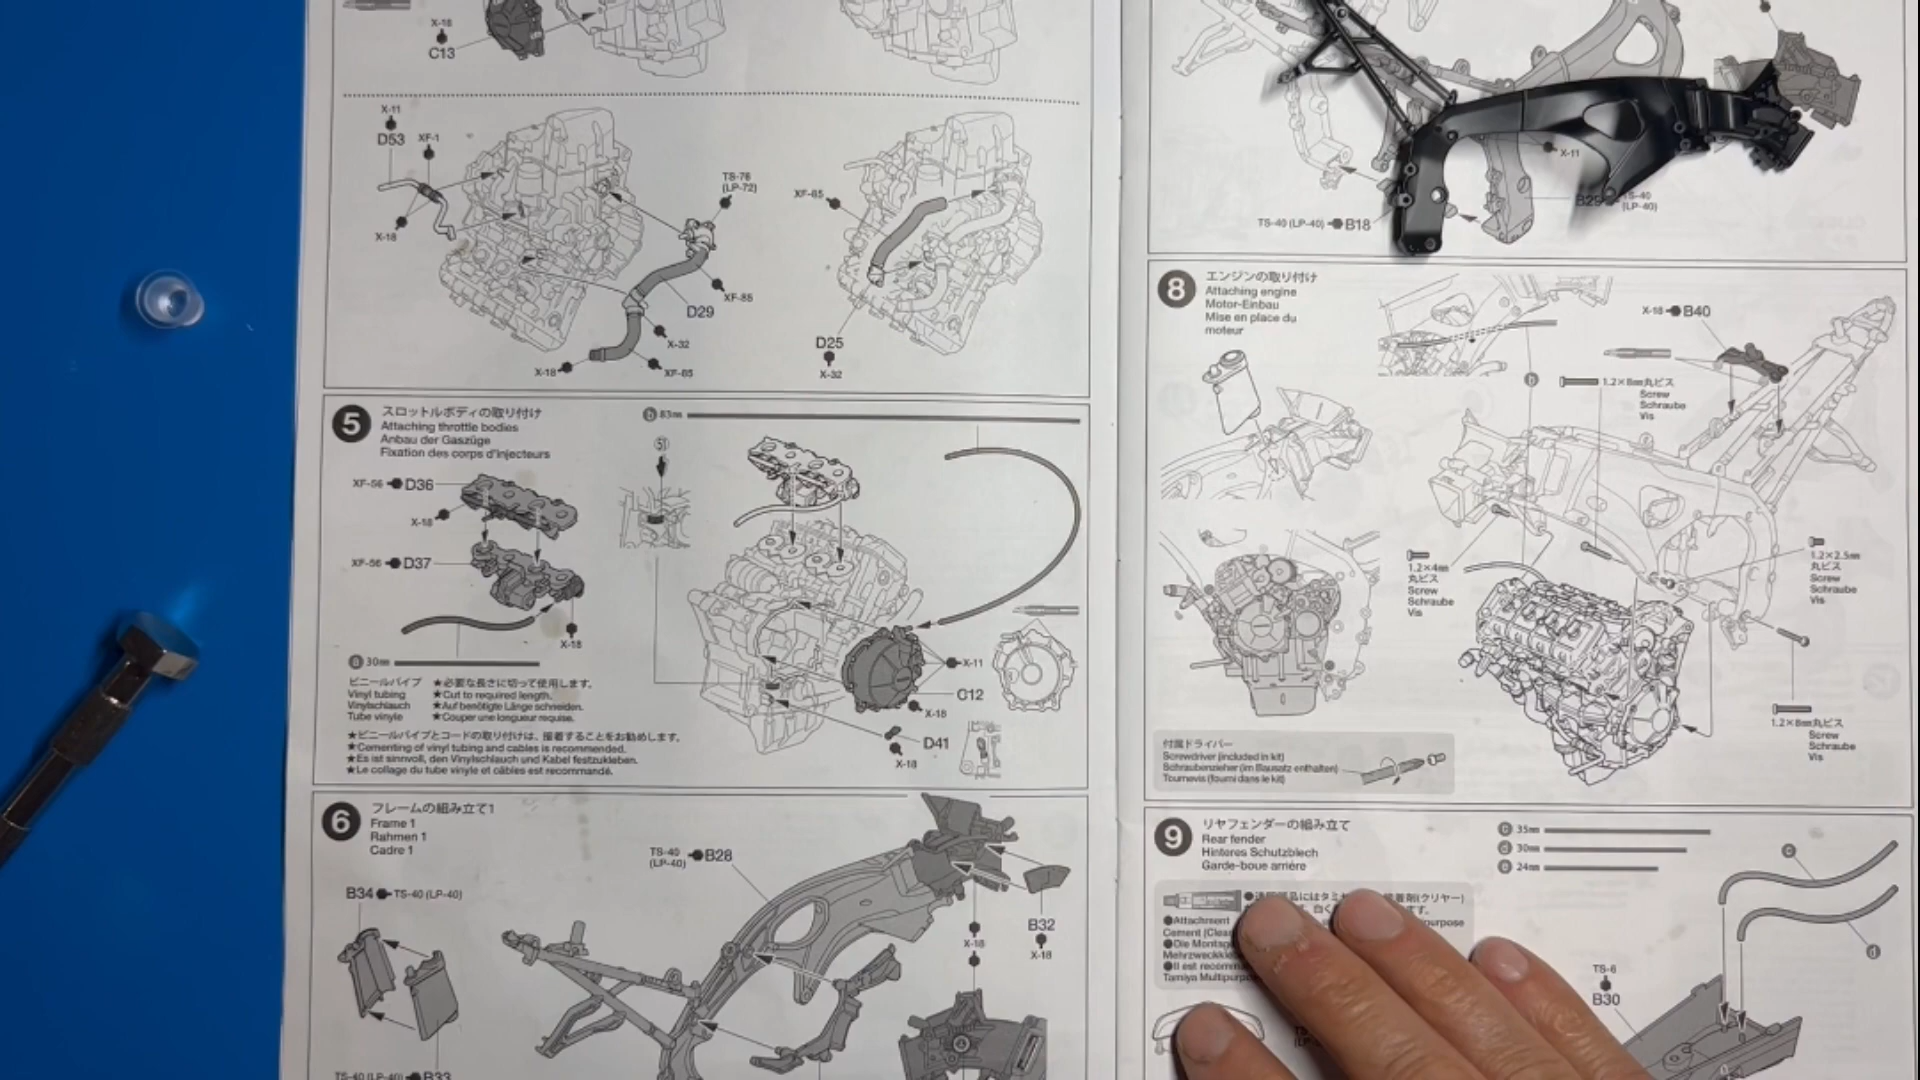 X-18
C13
X-11
D53
XF-1
X-18
TS-76
(LP-72)
XF-85
D29
X-32
XF-85
X-18
XF-85
D25
X-32
5
スロットルボディの取り付け
Attaching throttle bodies
Anbau der Gaszüge
Fixation des corps d'injecteurs
b 83mm
51
XF-56 D36
X-18
XF-56 D37
X-18
a 30mm
ビニールパイプ
Vinyl tubing
Vinylschlauch
Tube vinyle
★必要な長さに切って使用します。
★Cut to required length.
★Auf benötigte Länge schneiden.
★Couper une longueur requise.
★ビニールパイプとコードの取り付けは、接着することをお勧めします。
★Cementing of vinyl tubing and cables is recommended.
★Es ist sinnvoll, den Vinylschlauch und Kabel festzukleben.
★Le collage du tube vinyle et câbles est recommandé.
X-11
C12
X-18
D41
X-18
6
フレームの組み立て1
Frame 1
Rahmen 1
Cadre 1
TS-40
(LP-40)
B28
B34 TS-40 (LP-40)
B32
X-18
X-18
TS-40 (LP-40) B33
X-11
TS-40 (LP-40) B18
B29
TS-40
(LP-40)
8
エンジンの取り付け
Attaching engine
Motor-Einbau
Mise en place du
moteur
X-18 B40
b
1.2×8mm丸ビス
Screw
Schraube
Vis
1.2×4mm
丸ビス
Screw
Schraube
Vis
1.2×2.5mm
丸ビス
Screw
Schraube
Vis
1.2×8mm丸ビス
Screw
Schraube
Vis
付属ドライバー
Screwdriver (included in kit)
Schraubenzieher (im Bausatz enthalten)
Tournevis (fourni dans le kit)
9
リヤフェンダーの組み立て
Rear fender
Hinteres Schutzblech
Garde-boue arrière
c 35mm
d 30mm
e 24mm
c
d
●Attachment
Cement (Clear
●Die Montag
●Il est recomm
TS-6
B30